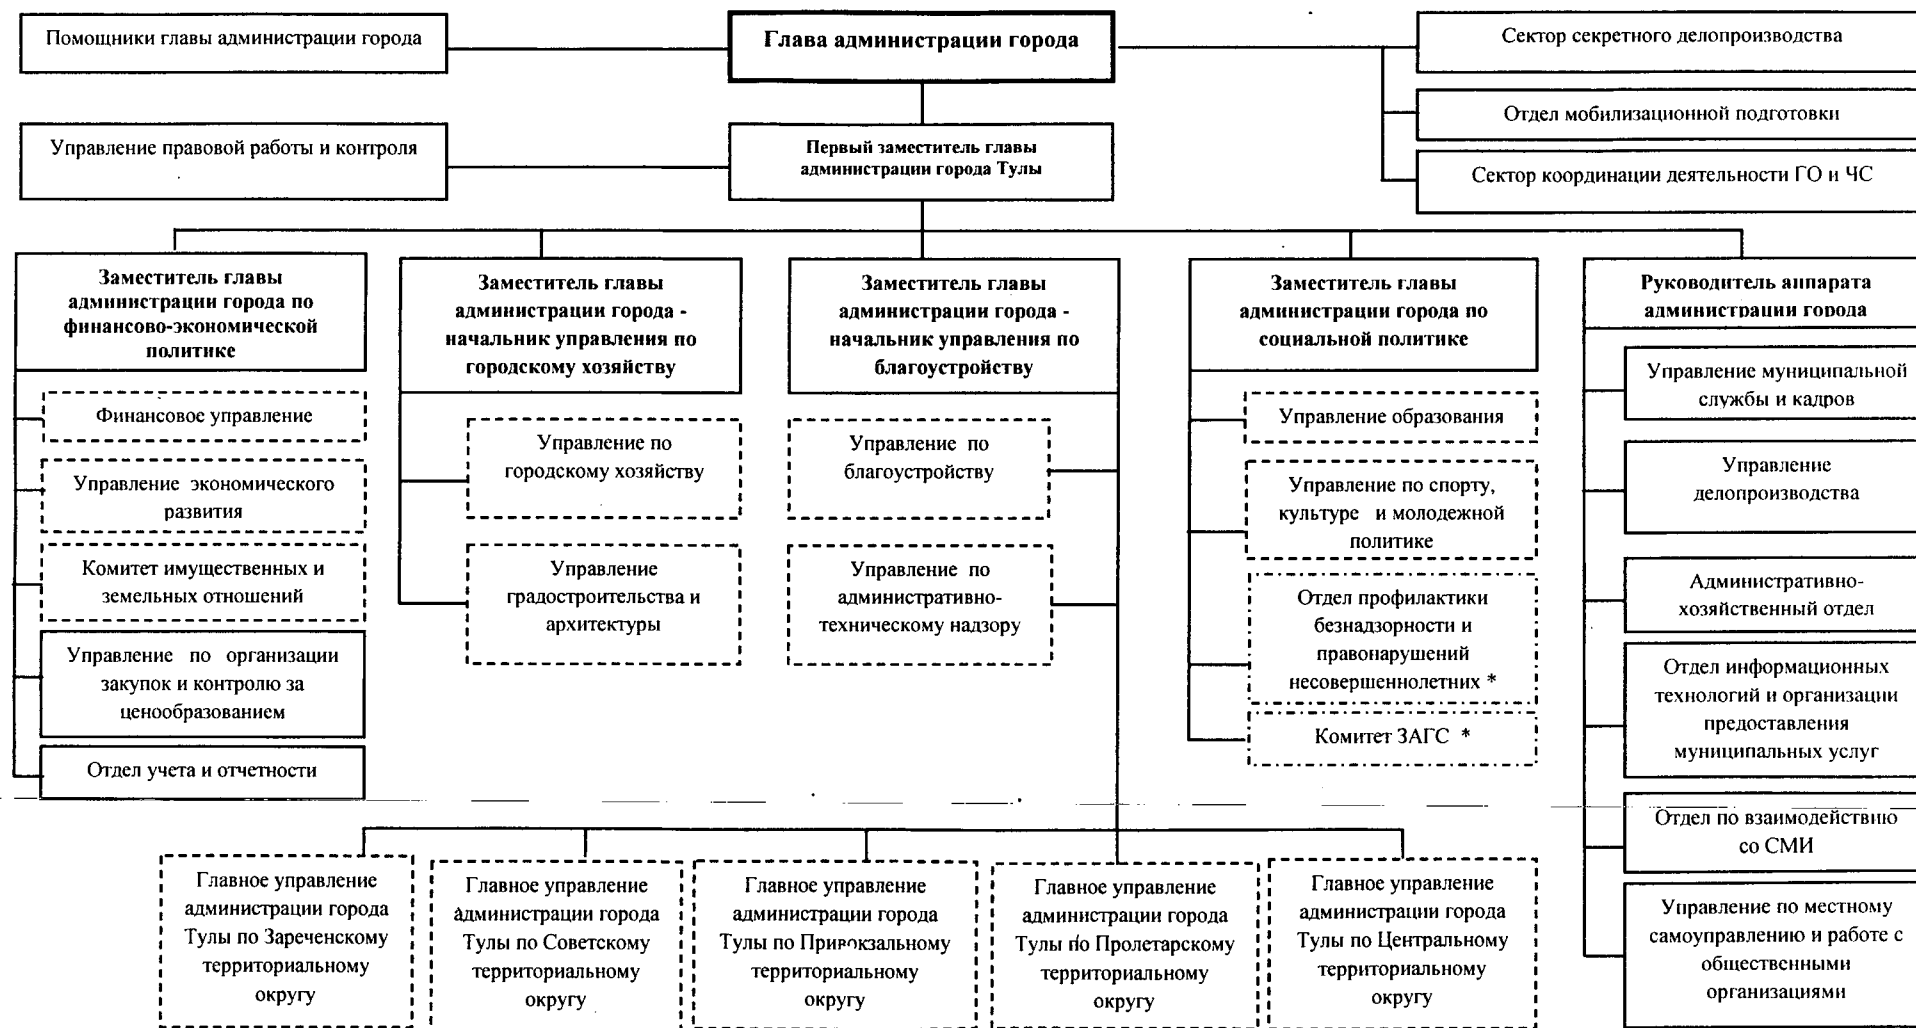 Помощники главы администрации города
Глава администрации города
Сектор секретного делопроизводства
Отдел мобилизационной подготовки
Управление правовой работы и контроля
Первый заместитель главы
администрации города Тулы
Сектор координации деятельности ГО и ЧС
Заместитель главы
администрации города по
финансово-экономической
политике
Заместитель главы
администрации города -
начальник управления по
городскому хозяйству
Заместитель главы
администрации города -
начальник управления по
благоустройству
Заместитель главы
администрации города по
социальной политике
Руководитель аппарата
администрации города
Финансовое управление
Управление экономического
развития
Комитет имущественных и
земельных отношений
Управление по организации
закупок и контролю за
ценообразованием
Отдел учета и отчетности
Управление по
городскому хозяйству
Управление
градостроительства и
архитектуры
Управление по
благоустройству
Управление по
административно-
техническому надзору
Управление образования
Управление по спорту,
культуре и молодежной
политике
Отдел профилактики
безнадзорности и
правонарушений
несовершеннолетних *
Комитет ЗАГС *
Управление муниципальной
службы и кадров
Управление
делопроизводства
Административно-
хозяйственный отдел
Отдел информационных
технологий и организации
предоставления
муниципальных услуг
Отдел по взаимодействию
со СМИ
Управление по местному
самоуправлению и работе с
общественными
организациями
Главное управление
администрации города
Тулы по Зареченскому
территориальному
округу
Главное управление
администрации города
Тулы по Советскому
территориальному
округу
Главное управление
администрации города
Тулы по Привокзальному
территориальному
округу
Главное управление
администрации города
Тулы по Пролетарскому
территориальному
округу
Главное управление
администрации города
Тулы по Центральному
территориальному
округу